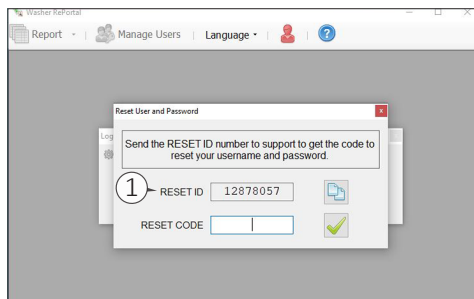 Washer RePortal
Report Manage Users Language
Reset User and Password
Log
Send the RESET ID number to support to get the code to
reset your username and password.
1 RESET ID 12878057
RESET CODE